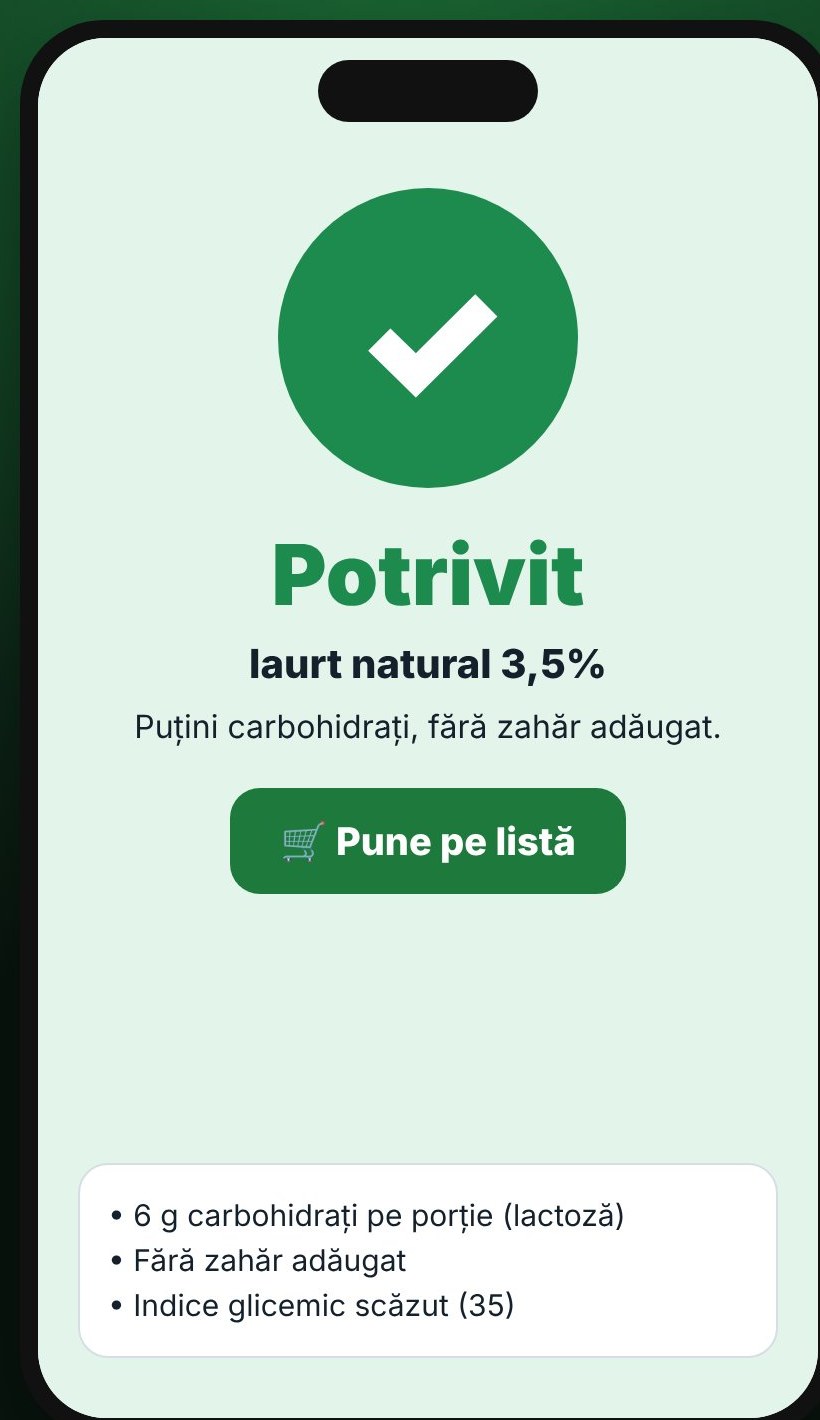 Potrivit
Iaurt natural 3,5%
Puțini carbohidrați, fără zahăr adăugat.
🛒 Pune pe listă
• 6 g carbohidrați pe porție (lactoză)
• Fără zahăr adăugat
• Indice glicemic scăzut (35)